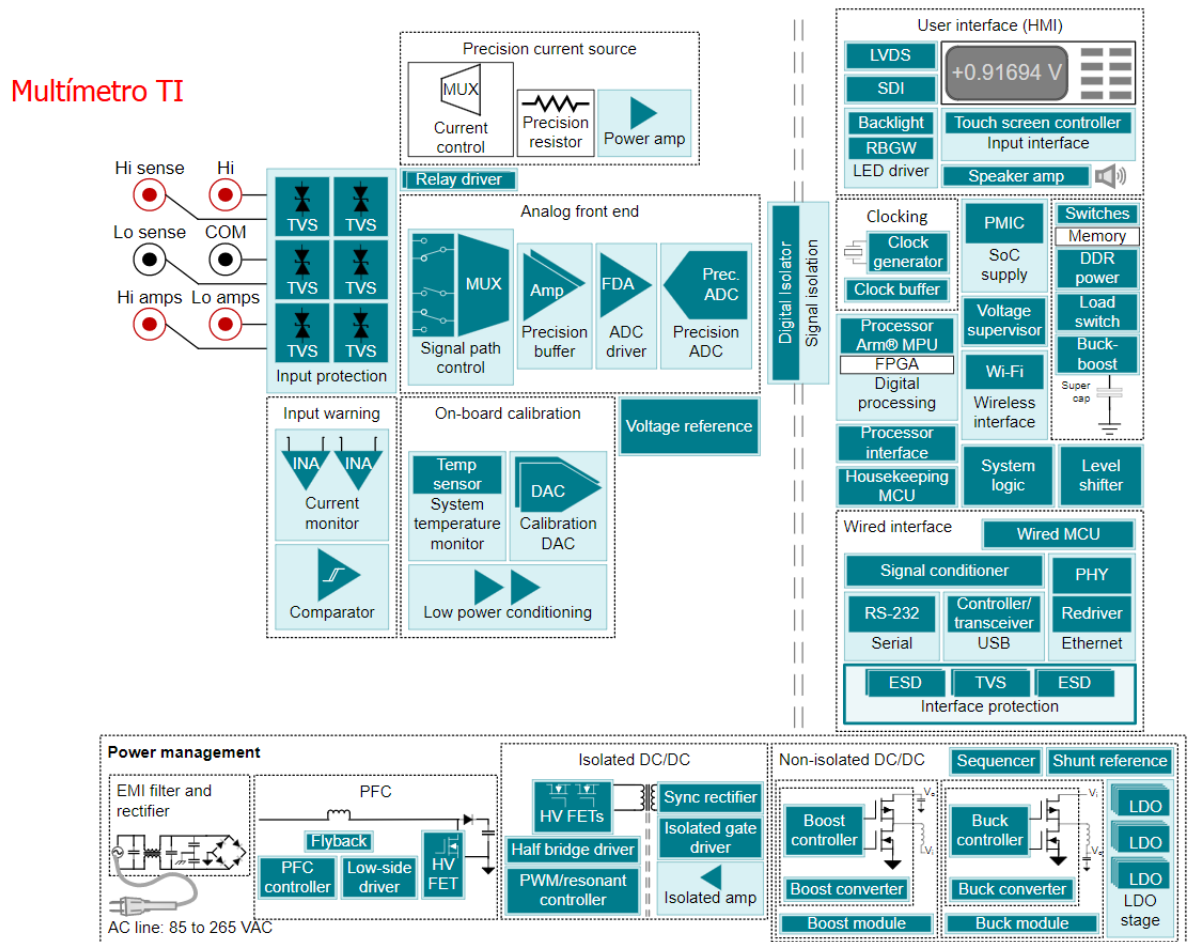 Multímetro TI
Precision current source
MUX
Current
control
Precision
resistor
Power amp
Relay driver
Hi sense
Hi
Lo sense
COM
Hi amps
Lo amps
TVS
TVS
TVS
TVS
TVS
TVS
Input protection
Analog front end
MUX
Signal path
control
Amp
Precision
buffer
FDA
ADC
driver
Prec.
ADC
Precision
ADC
Input warning
INA
INA
Current
monitor
Comparator
On-board calibration
Temp
sensor
System
temperature
monitor
DAC
Calibration
DAC
Low power conditioning
Voltage reference
Digital Isolator
Signal isolation
User interface (HMI)
LVDS
SDI
+0.91694 V
Backlight
RBGW
LED driver
Touch screen controller
Input interface
Speaker amp
Clocking
Clock
generator
Clock buffer
PMIC
SoC
supply
Switches
Memory
DDR
power
Load
switch
Buck-
boost
Super
cap
Processor
Arm® MPU
FPGA
Digital
processing
Voltage
supervisor
Wi-Fi
Wireless
interface
Processor
interface
Housekeeping
MCU
System
logic
Level
shifter
Wired interface
Wired MCU
Signal conditioner
PHY
RS-232
Serial
Controller/
transceiver
USB
Redriver
Ethernet
ESD
TVS
ESD
Interface protection
Power management
EMI filter and
rectifier
AC line: 85 to 265 VAC
PFC
Flyback
PFC
controller
Low-side
driver
HV
FET
Isolated DC/DC
HV FETs
Sync rectifier
Half bridge driver
Isolated gate
driver
PWM/resonant
controller
Isolated amp
Non-isolated DC/DC
Sequencer
Shunt reference
Boost
controller
Boost converter
Boost module
Buck
controller
Buck converter
Buck module
LDO
LDO
LDO
LDO
stage